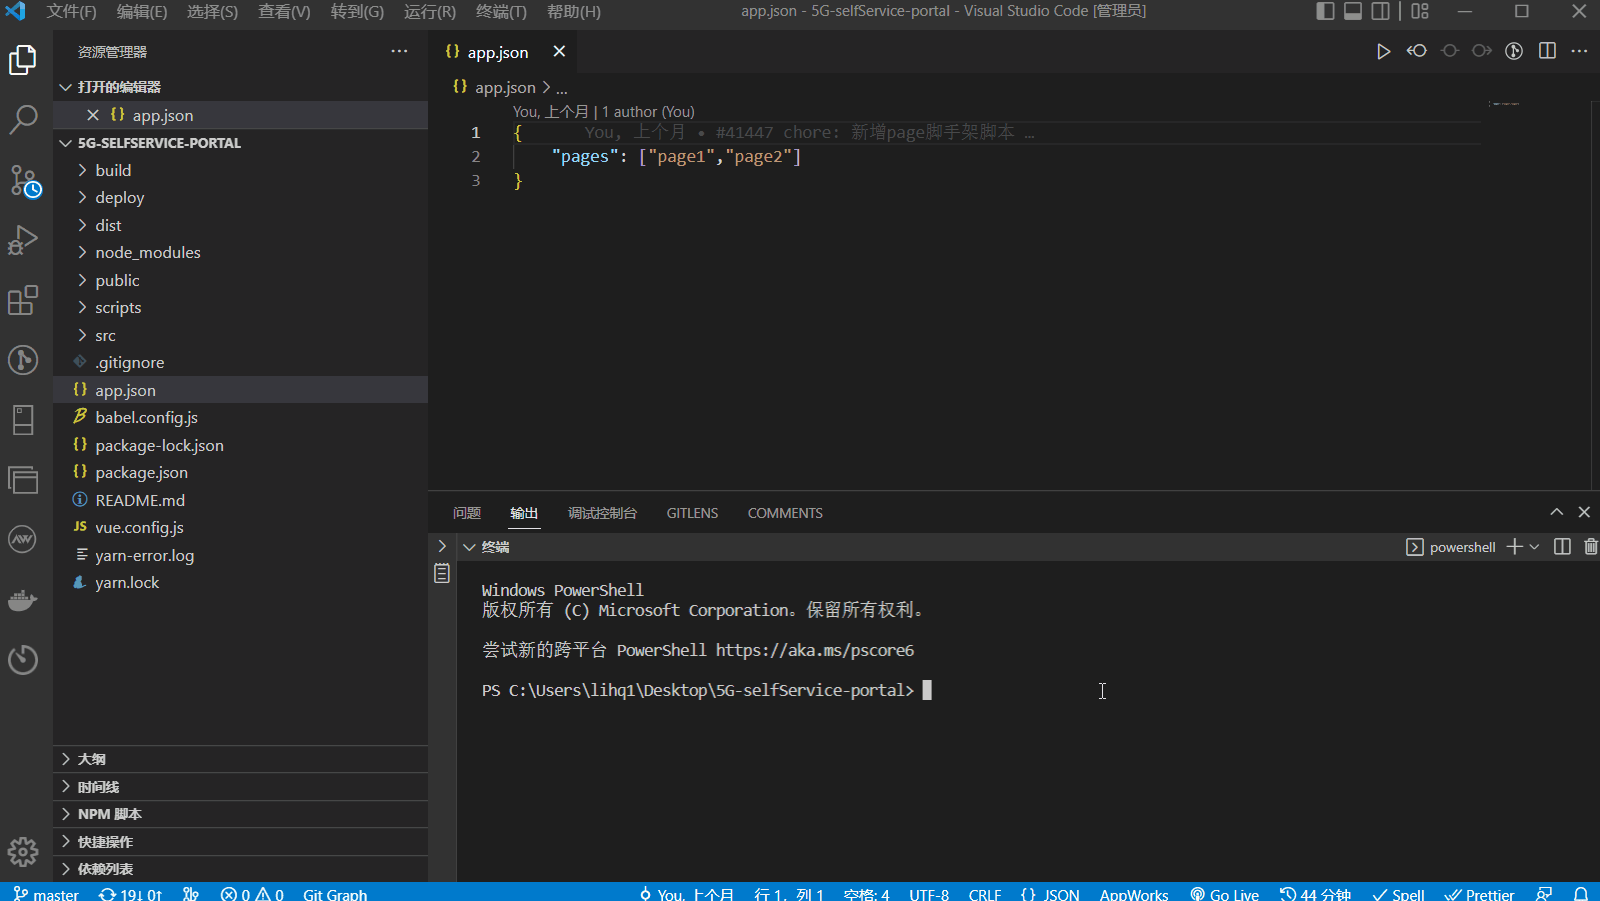 文件(F) 编辑(E) 选择(S) 查看(V) 转到(G) 运行(R) 终端(T) 帮助(H) app.json - 5G-selfService-portal - Visual Studio Code [管理员]
资源管理器
打开的编辑器
app.json
5G-SELFSERVICE-PORTAL
build
deploy
dist
node_modules
public
scripts
src
.gitignore
app.json
babel.config.js
package-lock.json
package.json
README.md
vue.config.js
yarn-error.log
yarn.lock
大纲
时间线
NPM 脚本
快捷操作
依赖列表
app.json
app.json > ...
You, 上个月 | 1 author (You)
1 { You, 上个月 • #41447 chore: 新增page脚手架脚本 …
2 "pages": ["page1","page2"]
3 }
问题 输出 调试控制台 GITLENS COMMENTS
终端 powershell
Windows PowerShell
版权所有 (C) Microsoft Corporation。保留所有权利。
尝试新的跨平台 PowerShell https://aka.ms/pscore6
PS C:\Users\lihq1\Desktop\5G-selfService-portal>
master 19↓ 0↑ 0 0 Git Graph You, 上个月 行 1，列 1 空格: 4 UTF-8 CRLF {} JSON AppWorks Go Live 44 分钟 Spell Prettier